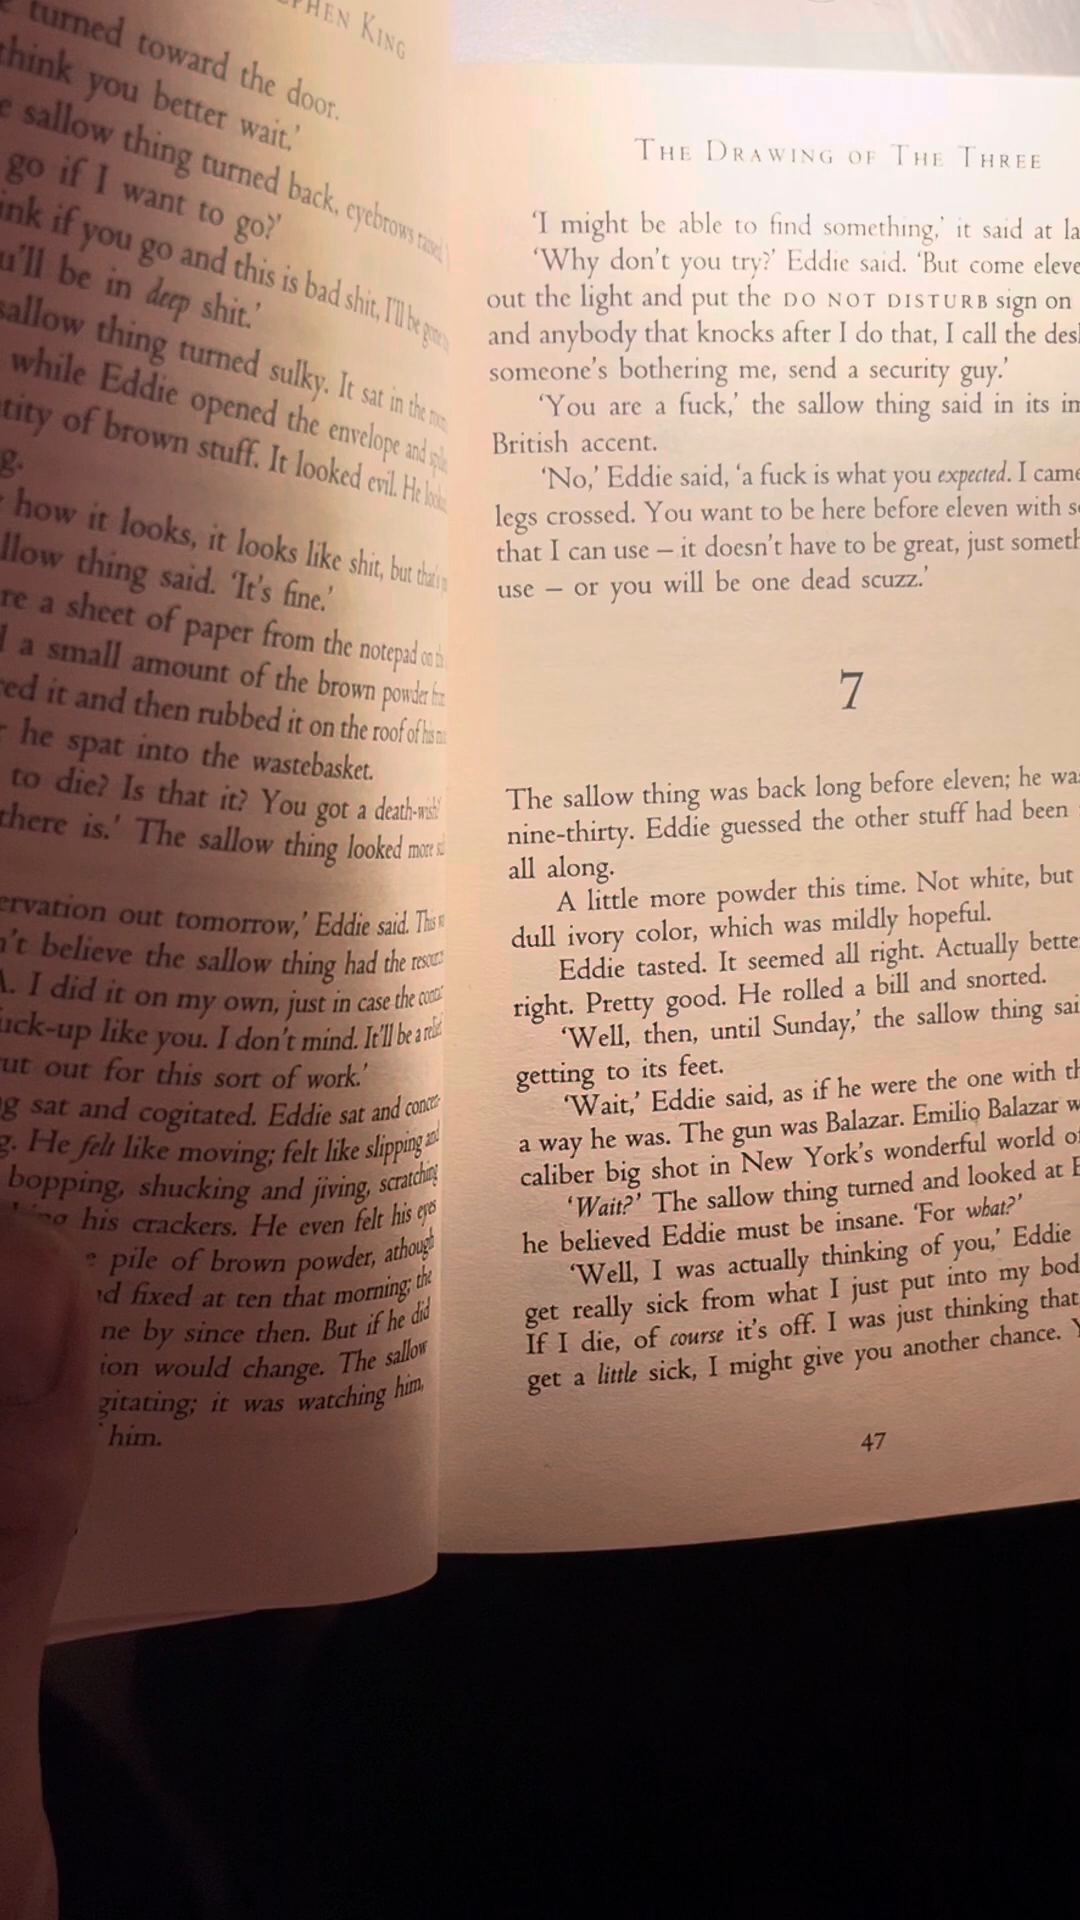 KING
turned toward the door.
think you better wait.’
sallow thing turned back, eyebrows raised
go if I want to go?’
ink if you go and this is bad shit, I'll be gone
u'll be in deep shit.’
sallow thing turned sulky. It sat in the room
while Eddie opened the envelope and
tity of brown stuff. It looked evil. He
g.
how it looks, it looks like shit, but that's
llow thing said. ‘It's fine.’
re a sheet of paper from the notepad on
a small amount of the brown powder
red it and then rubbed it on the roof of his
he spat into the wastebasket.
to die? Is that it? You got a death-wish?
there is.’ The sallow thing looked more
ervation out tomorrow,’ Eddie said. This
n't believe the sallow thing had the
A. I did it on my own, just in case the
uck-up like you. I don't mind. It'll be a relief
ut out for this sort of work.’
g sat and cogitated. Eddie sat and
g. He felt like moving; felt like slipping and
bopping, shucking and jiving, scratching
his crackers. He even felt his eyes
e pile of brown powder, athough
d fixed at ten that morning; the
ne by since then. But if he did
ion would change. The sallow
gitating; it was watching him,
him.
THE DRAWING OF THE THREE
‘I might be able to find something,’ it said at la
‘Why don't you try?’ Eddie said. ‘But come eleve
out the light and put the DO NOT DISTURB sign on
and anybody that knocks after I do that, I call the des
someone's bothering me, send a security guy.’
‘You are a fuck,’ the sallow thing said in its im
British accent.
‘No,’ Eddie said, ‘a fuck is what you expected. I came
legs crossed. You want to be here before eleven with s
that I can use – it doesn't have to be great, just someth
use – or you will be one dead scuzz.’
7
The sallow thing was back long before eleven; he wa
nine-thirty. Eddie guessed the other stuff had been
all along.
A little more powder this time. Not white, but
dull ivory color, which was mildly hopeful.
Eddie tasted. It seemed all right. Actually bette
right. Pretty good. He rolled a bill and snorted.
‘Well, then, until Sunday,’ the sallow thing sai
getting to its feet.
‘Wait,’ Eddie said, as if he were the one with th
a way he was. The gun was Balazar. Emilio Balazar w
caliber big shot in New York's wonderful world of
‘Wait?’ The sallow thing turned and looked at E
he believed Eddie must be insane. ‘For what?’
‘Well, I was actually thinking of you,’ Eddie
get really sick from what I just put into my bod
If I die, of course it's off. I was just thinking that
get a little sick, I might give you another chance. Y
47